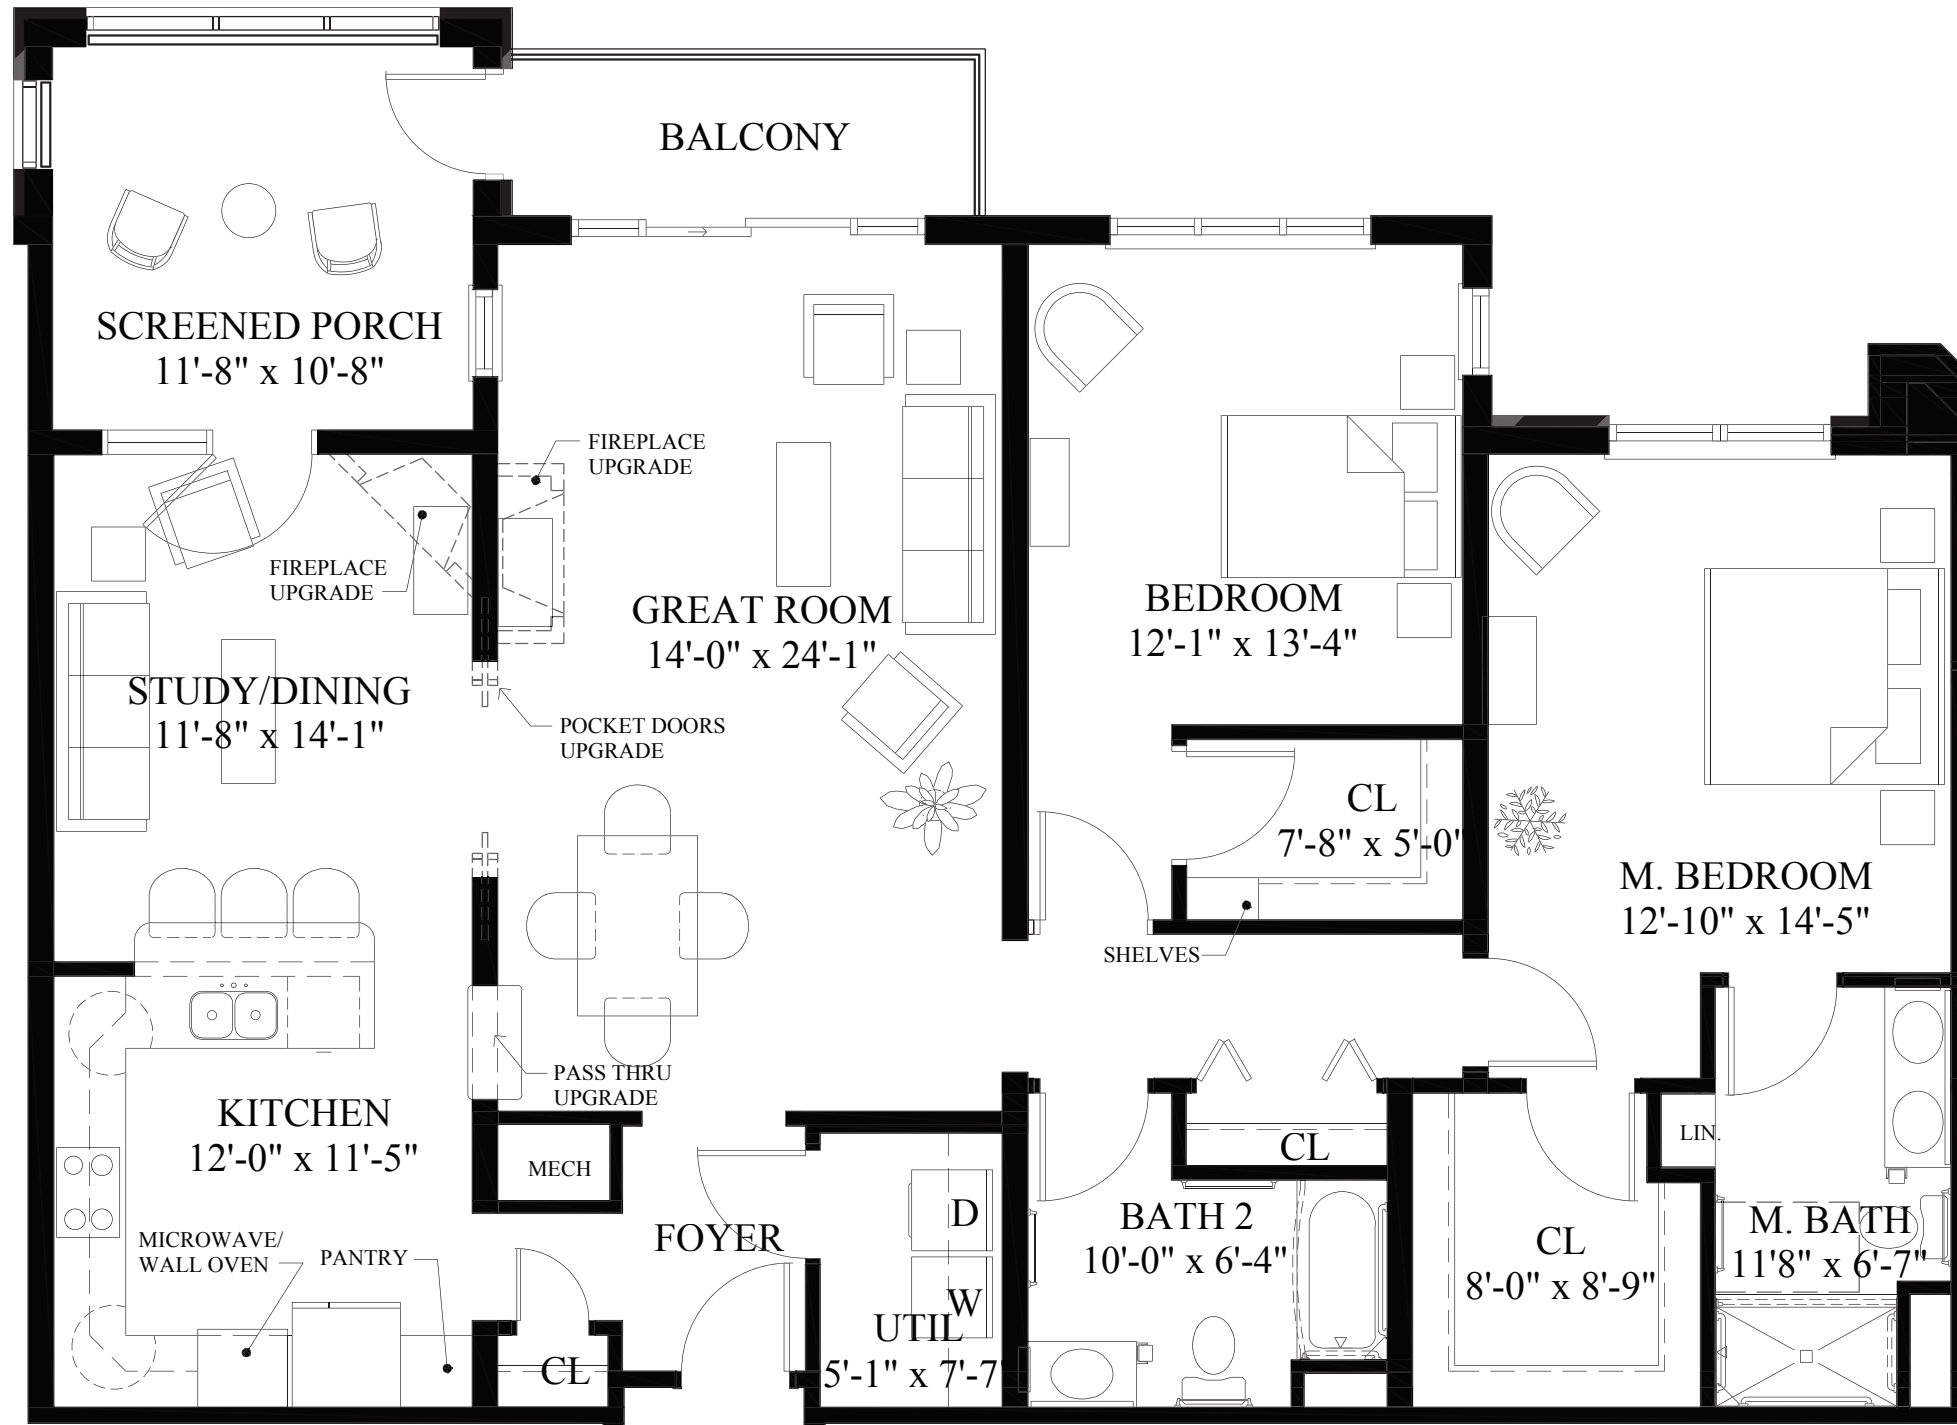 BALCONY
SCREENED PORCH
11'-8" x 10'-8"
FIREPLACE
UPGRADE
FIREPLACE
UPGRADE
GREAT ROOM
14'-0" x 24'-1"
BEDROOM
12'-1" x 13'-4"
STUDY/DINING
11'-8" x 14'-1"
POCKET DOORS
UPGRADE
CL
7'-8" x 5'-0"
M. BEDROOM
12'-10" x 14'-5"
SHELVES
PASS THRU
UPGRADE
KITCHEN
12'-0" x 11'-5"
MECH
CL
LIN.
D
FOYER
BATH 2
10'-0" x 6'-4"
CL
8'-0" x 8'-9"
M. BATH
11'8" x 6'-7"
MICROWAVE/
WALL OVEN
PANTRY
W
UTIL
5'-1" x 7'-7
CL